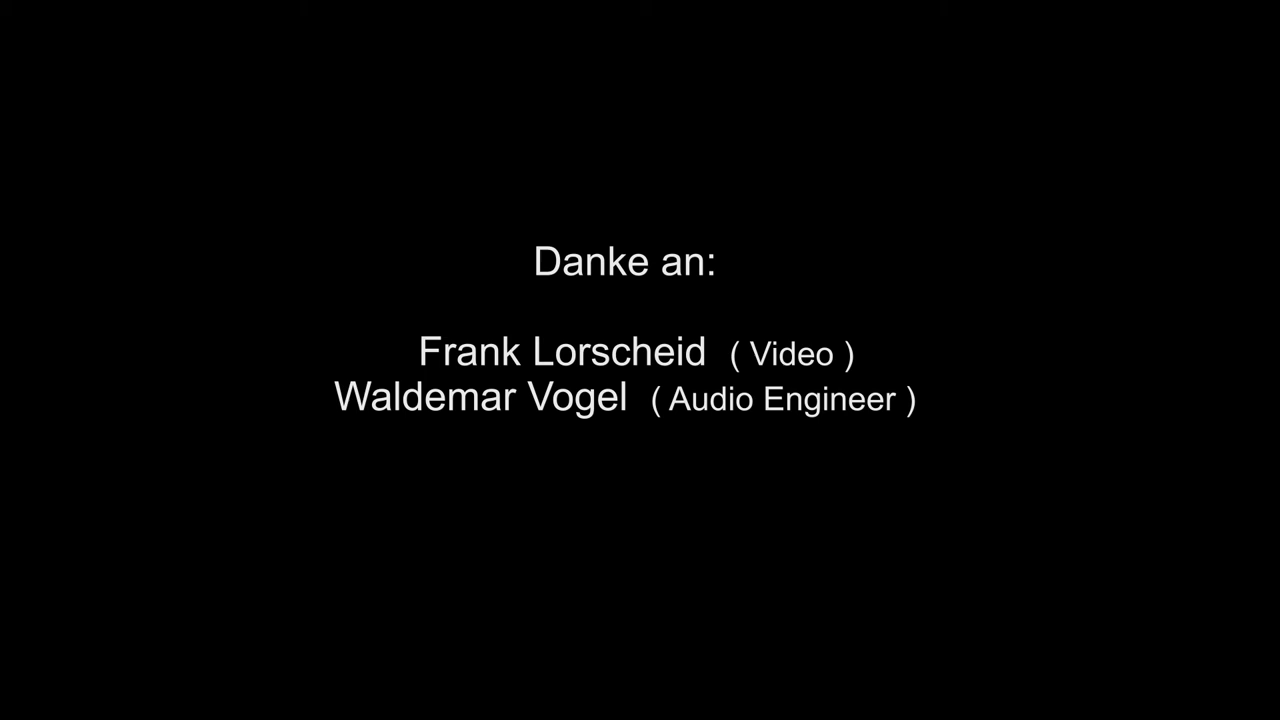 Danke an:
Frank Lorscheid ( Video )
Waldemar Vogel ( Audio Engineer )